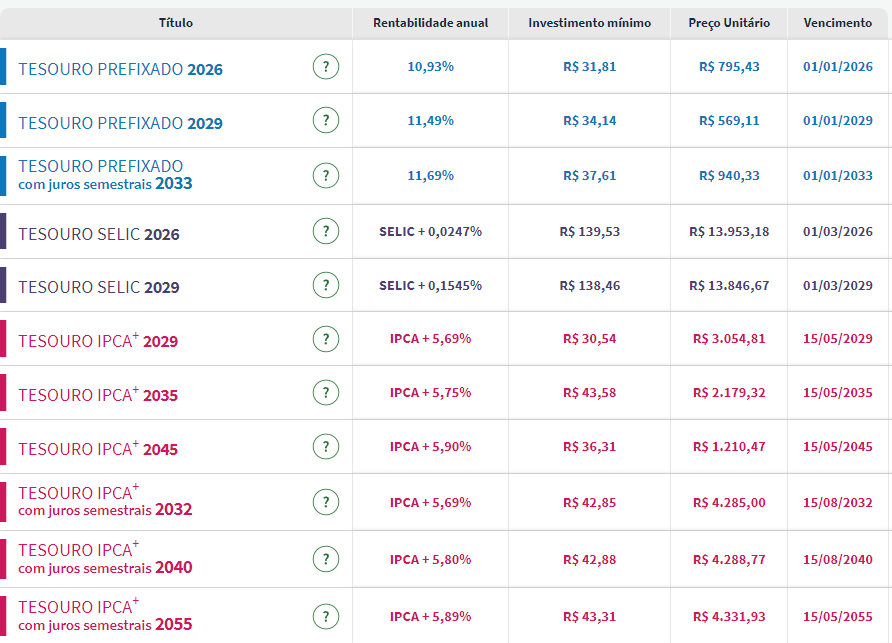 Título Rentabilidade anual Investimento mínimo Preço Unitário Vencimento
TESOURO PREFIXADO 2026 ? 10,93% R$ 31,81 R$ 795,43 01/01/2026
TESOURO PREFIXADO 2029 ? 11,49% R$ 34,14 R$ 569,11 01/01/2029
TESOURO PREFIXADO
com juros semestrais 2033 ? 11,69% R$ 37,61 R$ 940,33 01/01/2033
TESOURO SELIC 2026 ? SELIC + 0,0247% R$ 139,53 R$ 13.953,18 01/03/2026
TESOURO SELIC 2029 ? SELIC + 0,1545% R$ 138,46 R$ 13.846,67 01/03/2029
TESOURO IPCA+ 2029 ? IPCA + 5,69% R$ 30,54 R$ 3.054,81 15/05/2029
TESOURO IPCA+ 2035 ? IPCA + 5,75% R$ 43,58 R$ 2.179,32 15/05/2035
TESOURO IPCA+ 2045 ? IPCA + 5,90% R$ 36,31 R$ 1.210,47 15/05/2045
TESOURO IPCA+
com juros semestrais 2032 ? IPCA + 5,69% R$ 42,85 R$ 4.285,00 15/08/2032
TESOURO IPCA+
com juros semestrais 2040 ? IPCA + 5,80% R$ 42,88 R$ 4.288,77 15/08/2040
TESOURO IPCA+
com juros semestrais 2055 ? IPCA + 5,89% R$ 43,31 R$ 4.331,93 15/05/2055